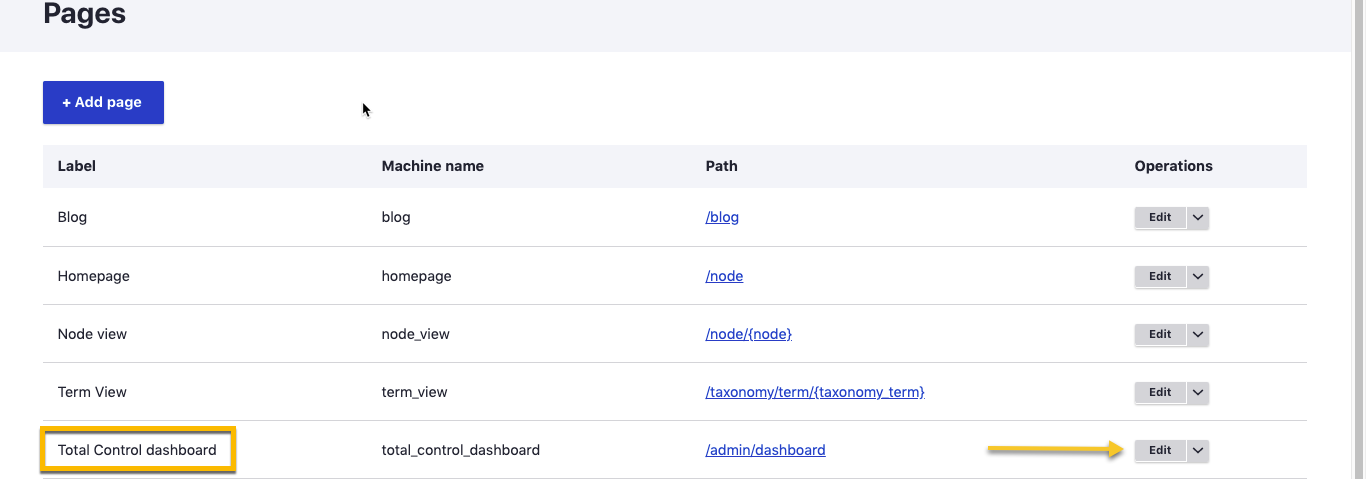 Pages
+ Add page
Label Machine name Path Operations
Blog blog /blog Edit
Homepage homepage /node Edit
Node view node_view /node/{node} Edit
Term View term_view /taxonomy/term/{taxonomy_term} Edit
Total Control dashboard total_control_dashboard /admin/dashboard Edit